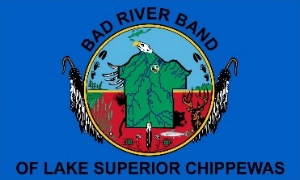 BAD RIVER BAND
OF LAKE SUPERIOR CHIPPEWAS